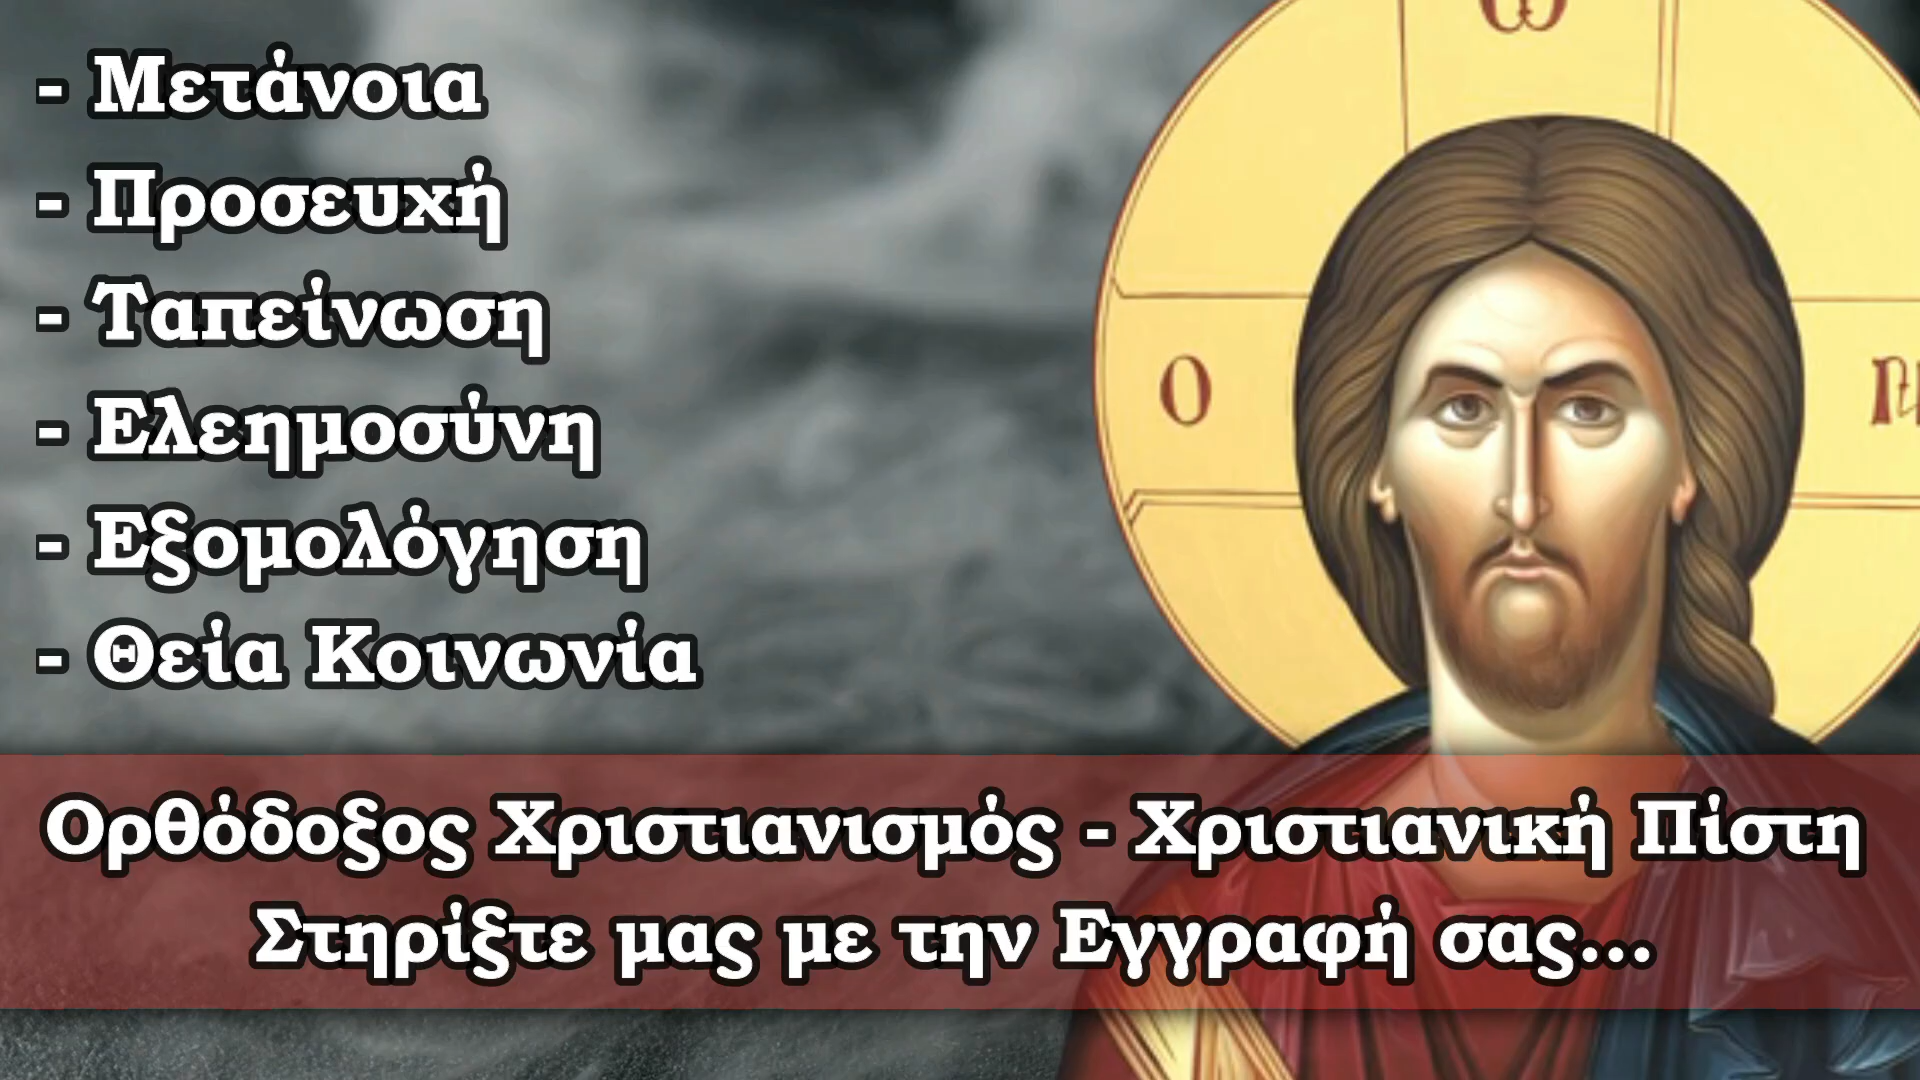 ω
- Μετάνοια
- Προσευχή
- Ταπείνωση
Ο
- Ελεημοσύνη
- Εξομολόγηση
- Θεία Κοινωνία
Ορθόδοξος Χριστιανισμός - Χριστιανική Πίστη
Στηρίξτε μας με την Εγγραφή σας...